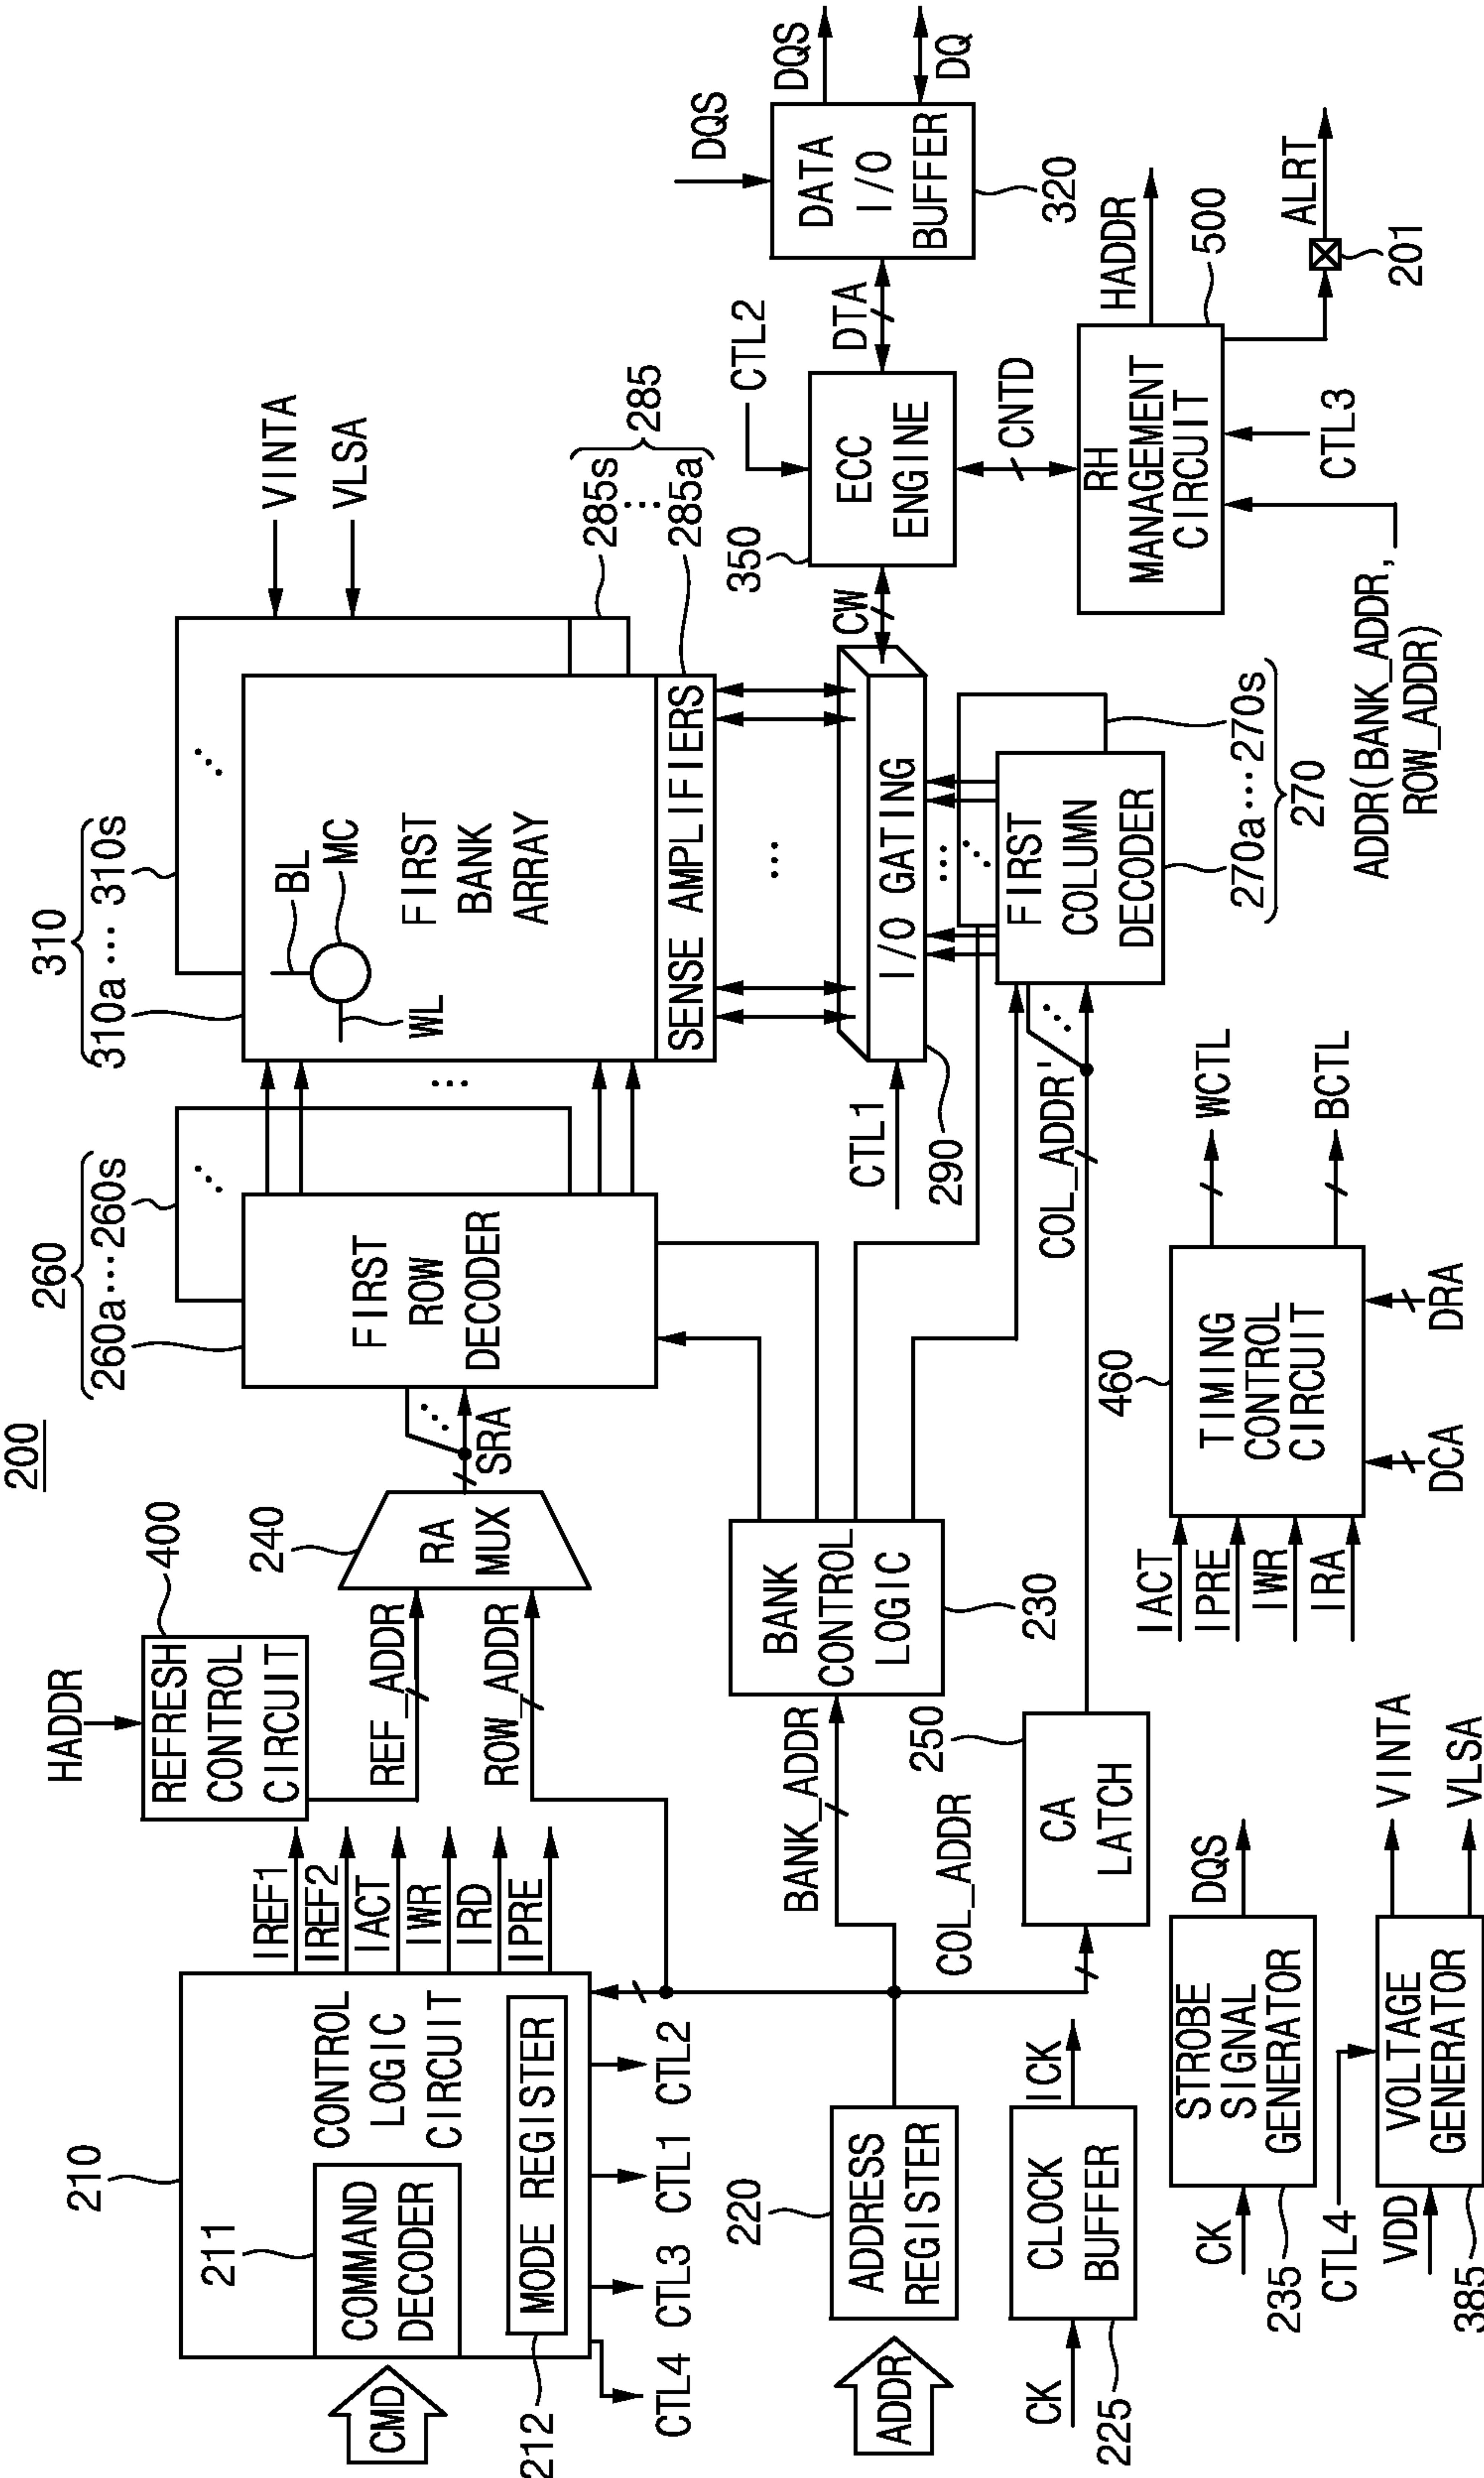 200
210
211
COMMAND
DECODER
CONTROL
LOGIC
CIRCUIT
MODE REGISTER
212
CMD
CTL4
CTL3
CTL1
CTL2
IREF1
IREF2
IACT
IWR
IRD
IPRE
HADDR
REFRESH
CONTROL
CIRCUIT
400
REF_ADDR
ROW_ADDR
240
RA
MUX
SRA
260
260a ··· 260s
FIRST
ROW
DECODER
310
310a ··· 310s
BL
MC
WL
FIRST
BANK
ARRAY
SENSE AMPLIFIERS
VINTA
VLSA
285s
285a
285
ADDR
220
ADDRESS
REGISTER
BANK_ADDR
BANK
CONTROL
LOGIC
230
COL_ADDR
250
CA
LATCH
COL_ADDR'
CTL1
290
I/O GATING
FIRST
COLUMN
DECODER
270a ··· 270s
270
CW
350
ECC
ENGINE
CTL2
DTA
DQS
DATA
I/O
BUFFER
320
DQS
DQ
CNTD
RH
MANAGEMENT
CIRCUIT
HADDR
500
ALRT
201
CTL3
ADDR(BANK_ADDR,
ROW_ADDR)
CK
CLOCK
BUFFER
225
ICK
CK
STROBE
SIGNAL
GENERATOR
235
DQS
CTL4
VDD
VOLTAGE
GENERATOR
385
VINTA
VLSA
460
IACT
IPRE
IWR
IRA
TIMING
CONTROL
CIRCUIT
DCA
DRA
WCTL
BCTL